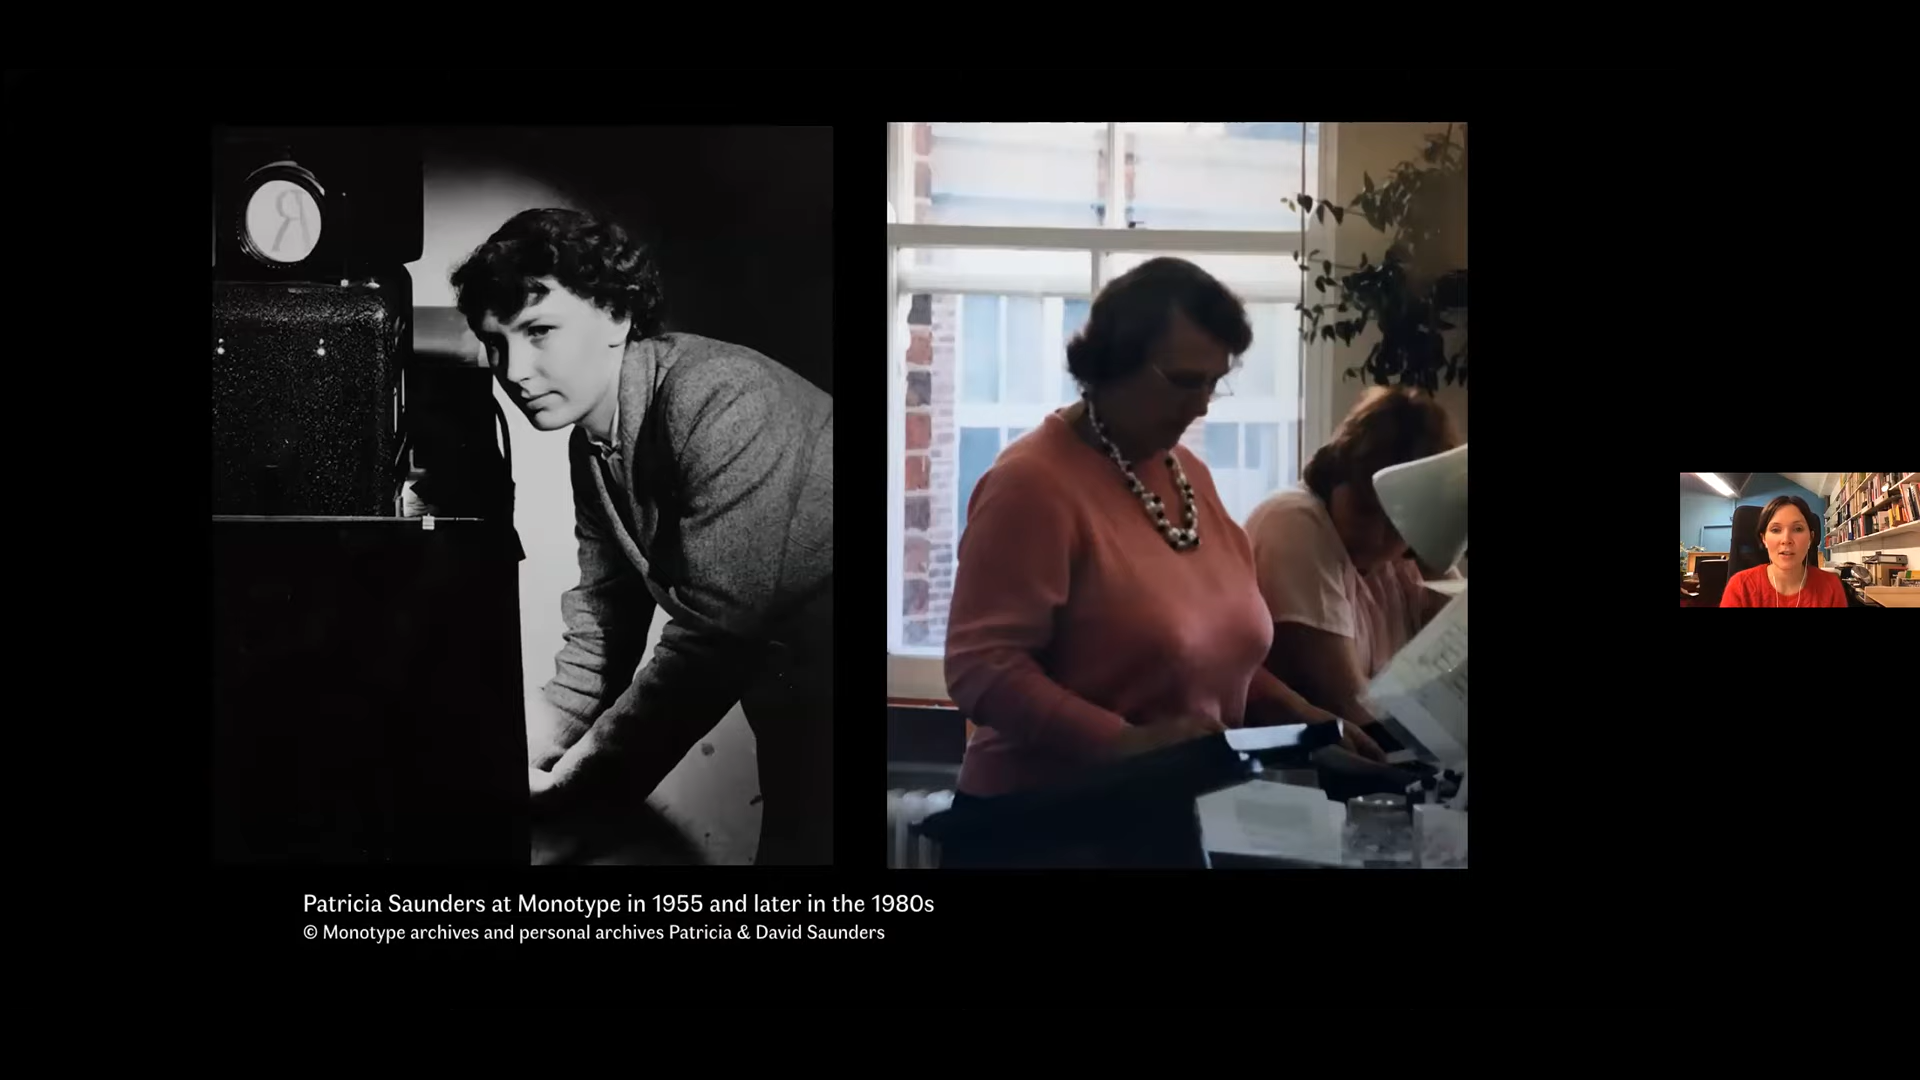 R
Patricia Saunders at Monotype in 1955 and later in the 1980s
© Monotype archives and personal archives Patricia & David Saunders